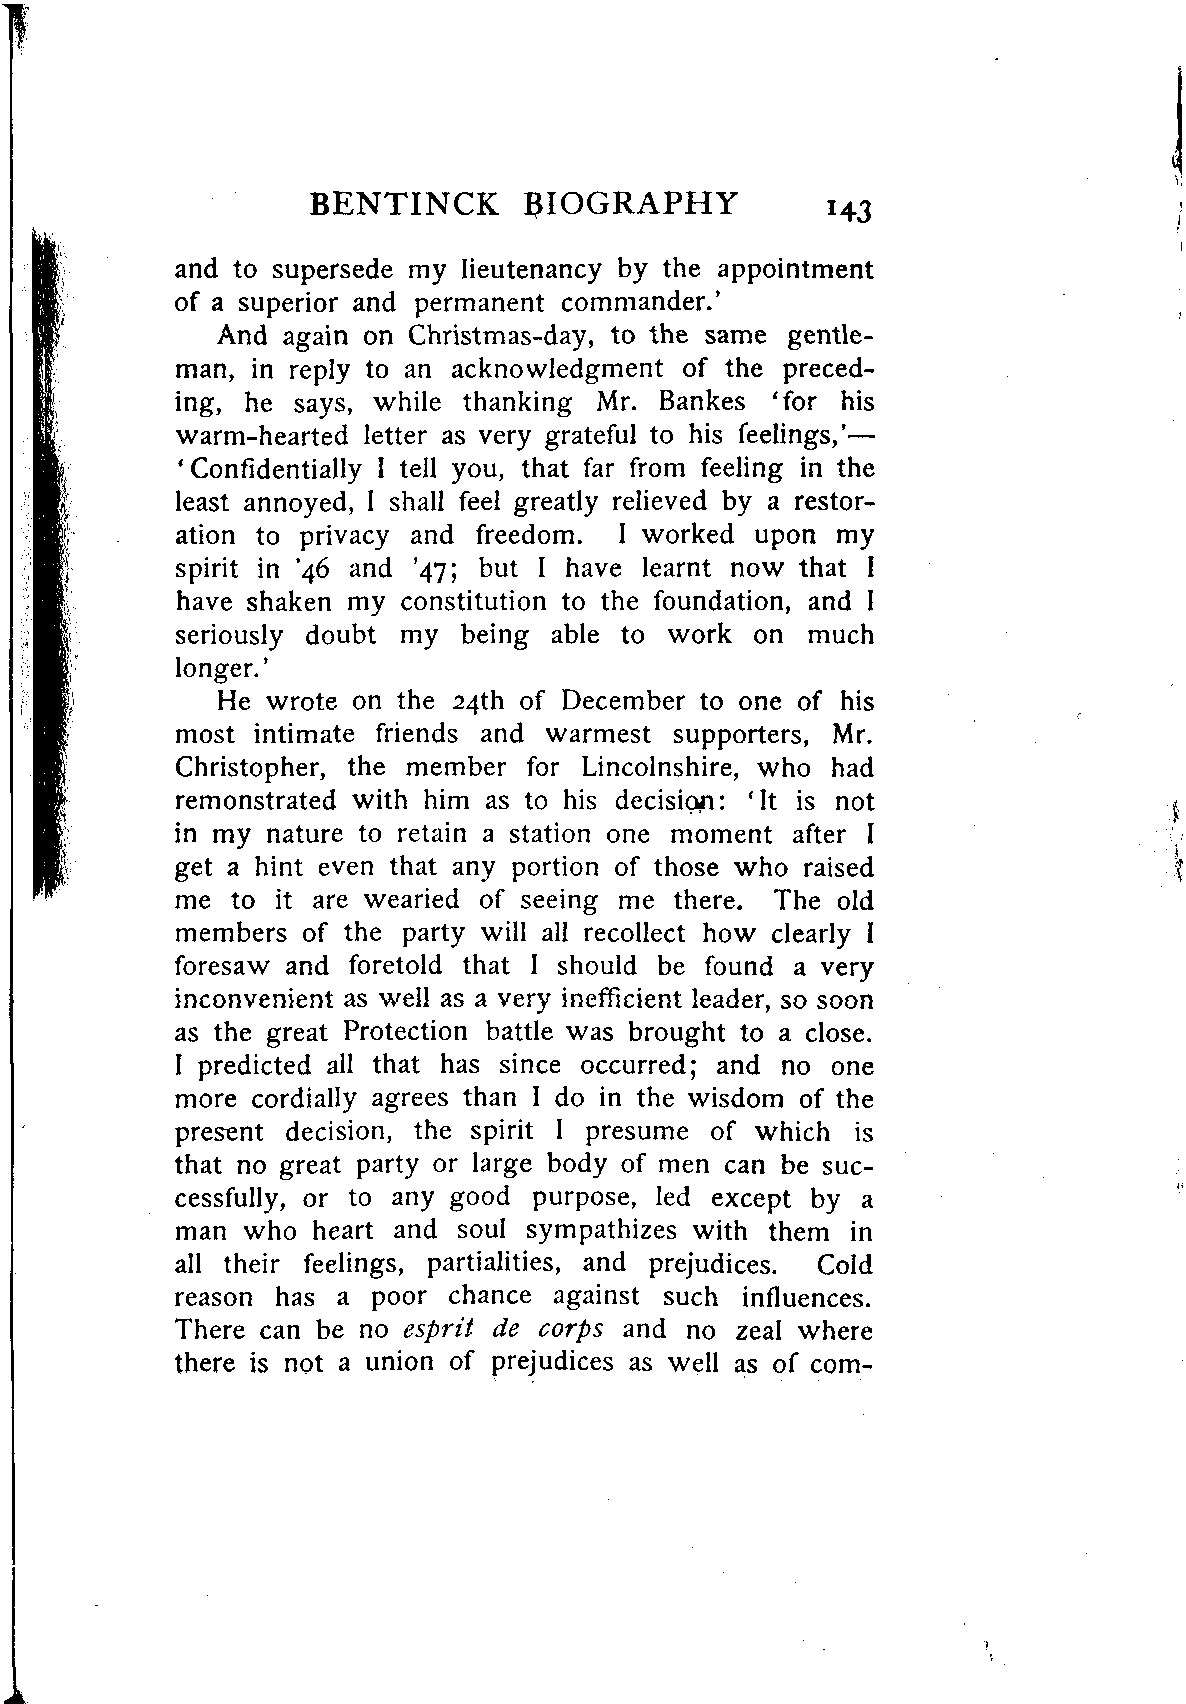 BENTINCK BIOGRAPHY 143
and to supersede my lieutenancy by the appointment
of a superior and permanent commander.'
And again on Christmas-day, to the same gentle-
man, in reply to an acknowledgment of the preced-
ing, he says, while thanking Mr. Bankes 'for his
warm-hearted letter as very grateful to his feelings,'—
'Confidentially I tell you, that far from feeling in the
least annoyed, I shall feel greatly relieved by a restor-
ation to privacy and freedom. I worked upon my
spirit in '46 and '47; but I have learnt now that I
have shaken my constitution to the foundation, and I
seriously doubt my being able to work on much
longer.'
He wrote on the 24th of December to one of his
most intimate friends and warmest supporters, Mr.
Christopher, the member for Lincolnshire, who had
remonstrated with him as to his decision: 'It is not
in my nature to retain a station one moment after I
get a hint even that any portion of those who raised
me to it are wearied of seeing me there. The old
members of the party will all recollect how clearly I
foresaw and foretold that I should be found a very
inconvenient as well as a very inefficient leader, so soon
as the great Protection battle was brought to a close.
I predicted all that has since occurred; and no one
more cordially agrees than I do in the wisdom of the
present decision, the spirit I presume of which is
that no great party or large body of men can be suc-
cessfully, or to any good purpose, led except by a
man who heart and soul sympathizes with them in
all their feelings, partialities, and prejudices. Cold
reason has a poor chance against such influences.
There can be no esprit de corps and no zeal where
there is not a union of prejudices as well as of com-